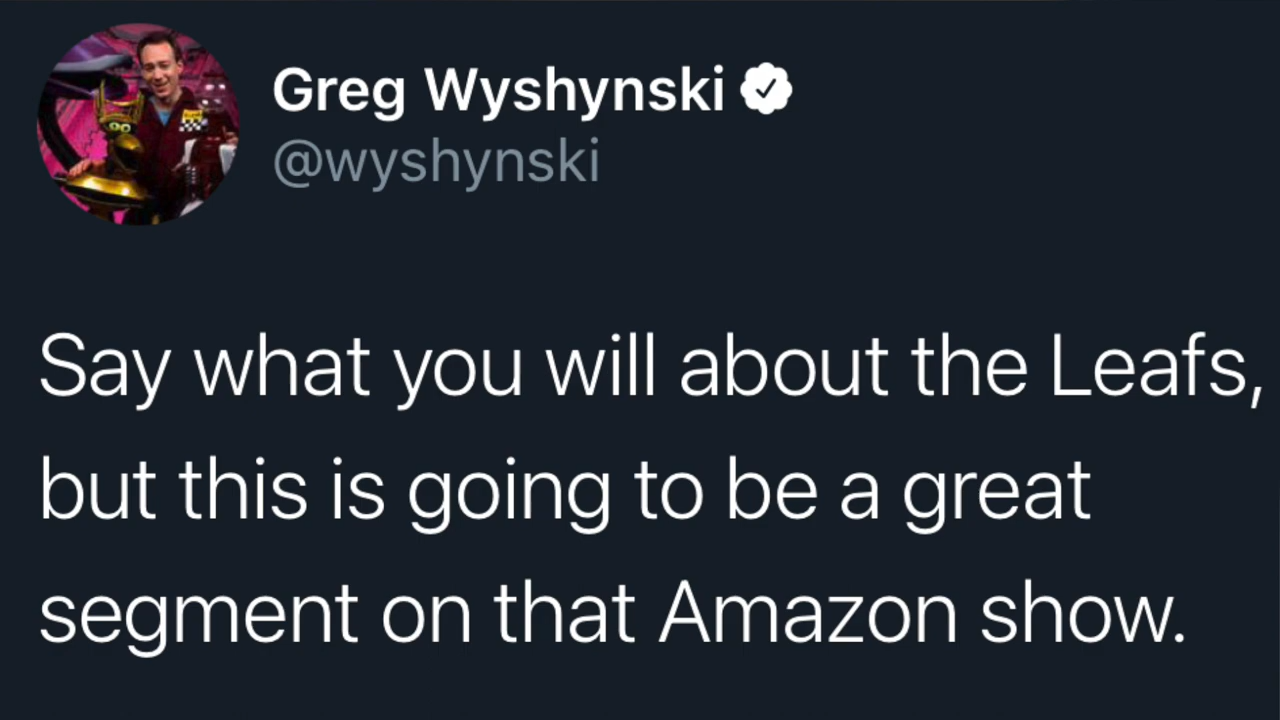 Greg Wyshynski
@wyshynski
Say what you will about the Leafs,
but this is going to be a great
segment on that Amazon show.